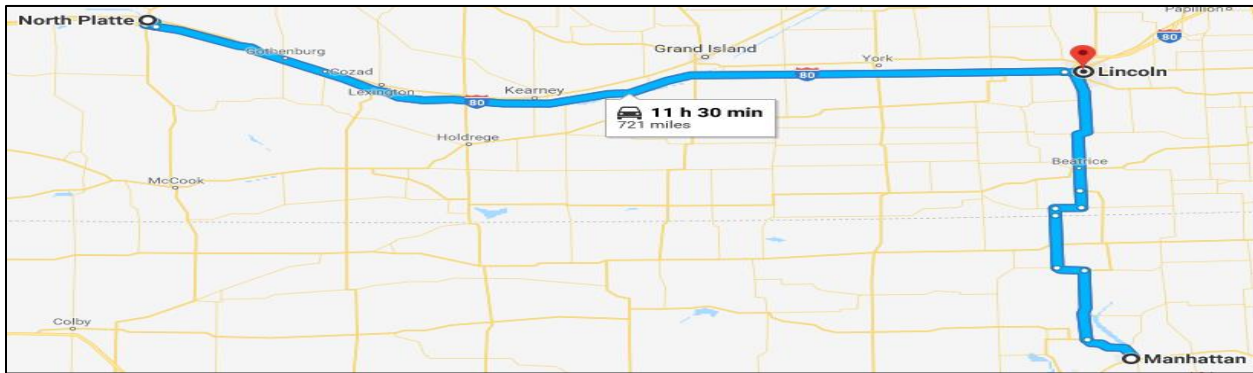 Papillion
North Platte
80
Grand Island
York
Gothenburg
Cozad
80
Lincoln
Lexington
Kearney
80
11 h 30 min
721 miles
Holdrege
Beatrice
McCook
Colby
Manhattan